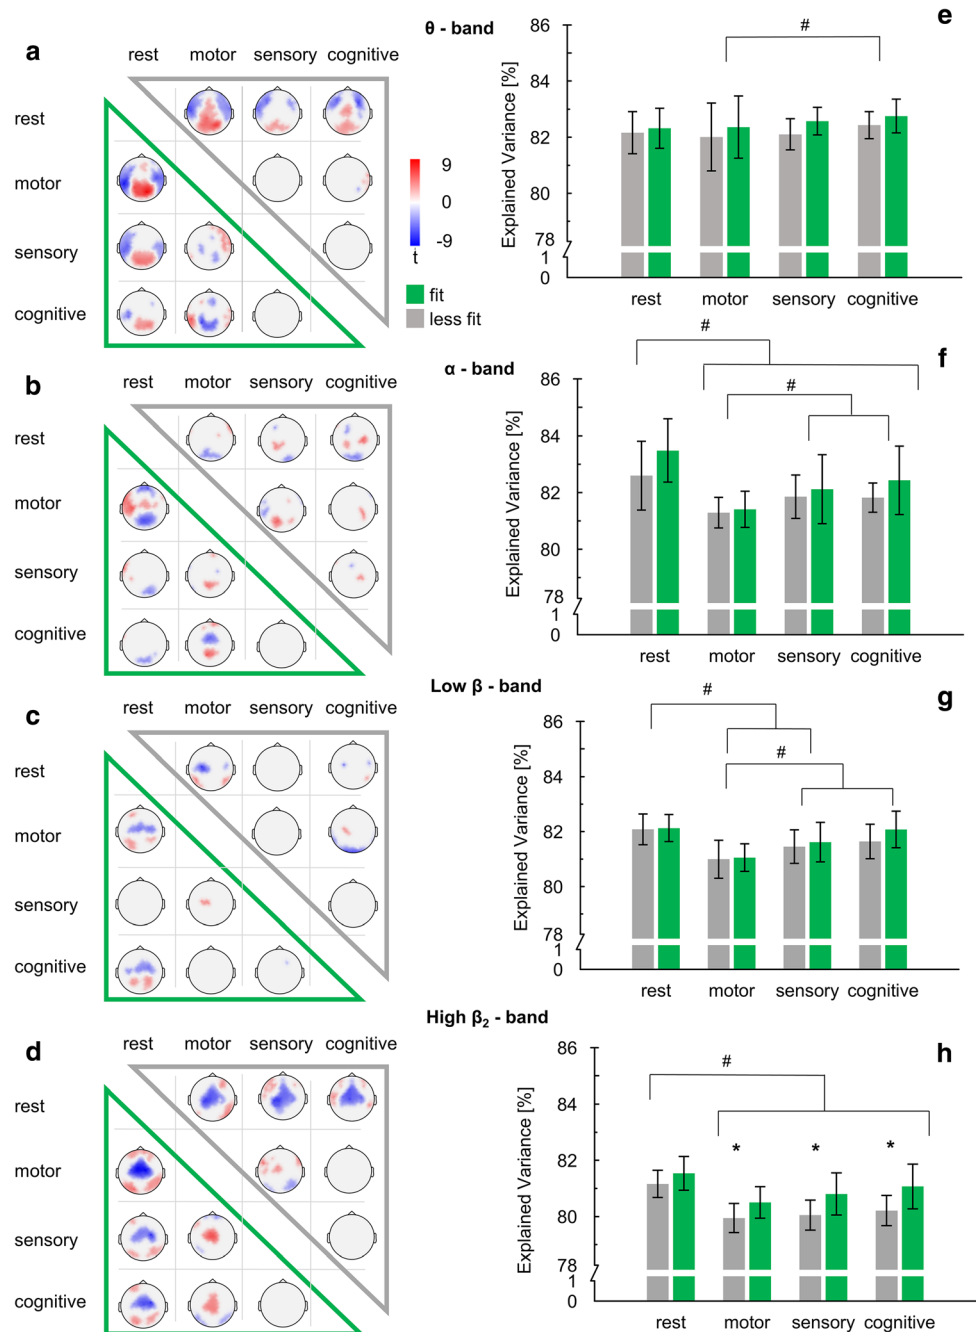 θ - band
a
rest motor sensory cognitive
rest
motor
sensory
cognitive
9
0
-9
t
fit
less fit
e
Explained Variance [%]
86
84
82
80
78
1
0
#
rest motor sensory cognitive
α - band
b
rest motor sensory cognitive
rest
motor
sensory
cognitive
f
Explained Variance [%]
86
84
82
80
78
1
0
#
#
rest motor sensory cognitive
Low β - band
c
rest motor sensory cognitive
rest
motor
sensory
cognitive
g
Explained Variance [%]
86
84
82
80
78
1
0
#
#
rest motor sensory cognitive
High β2 - band
d
rest motor sensory cognitive
rest
motor
sensory
cognitive
h
Explained Variance [%]
86
84
82
80
78
1
0
#
* * *
rest motor sensory cognitive